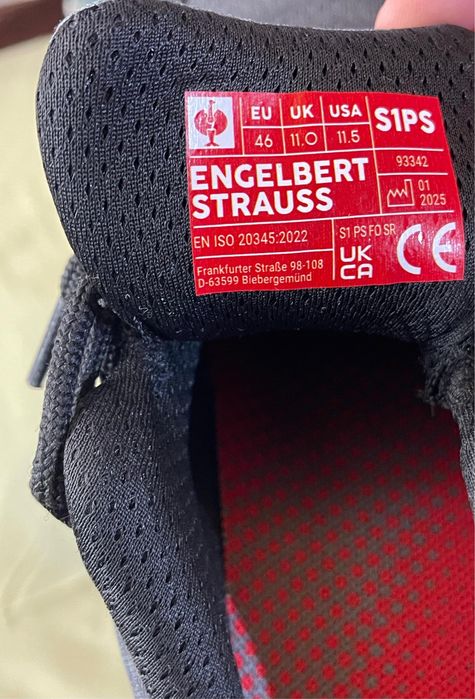 EU UK USA S1PS
46 11.0 11.5
ENGELBERT
STRAUSS
93342
01
2025
EN ISO 20345:2022
S1 PS FO SR
UK
CA
CE
Frankfurter Straße 98-108
D-63599 Biebergemünd